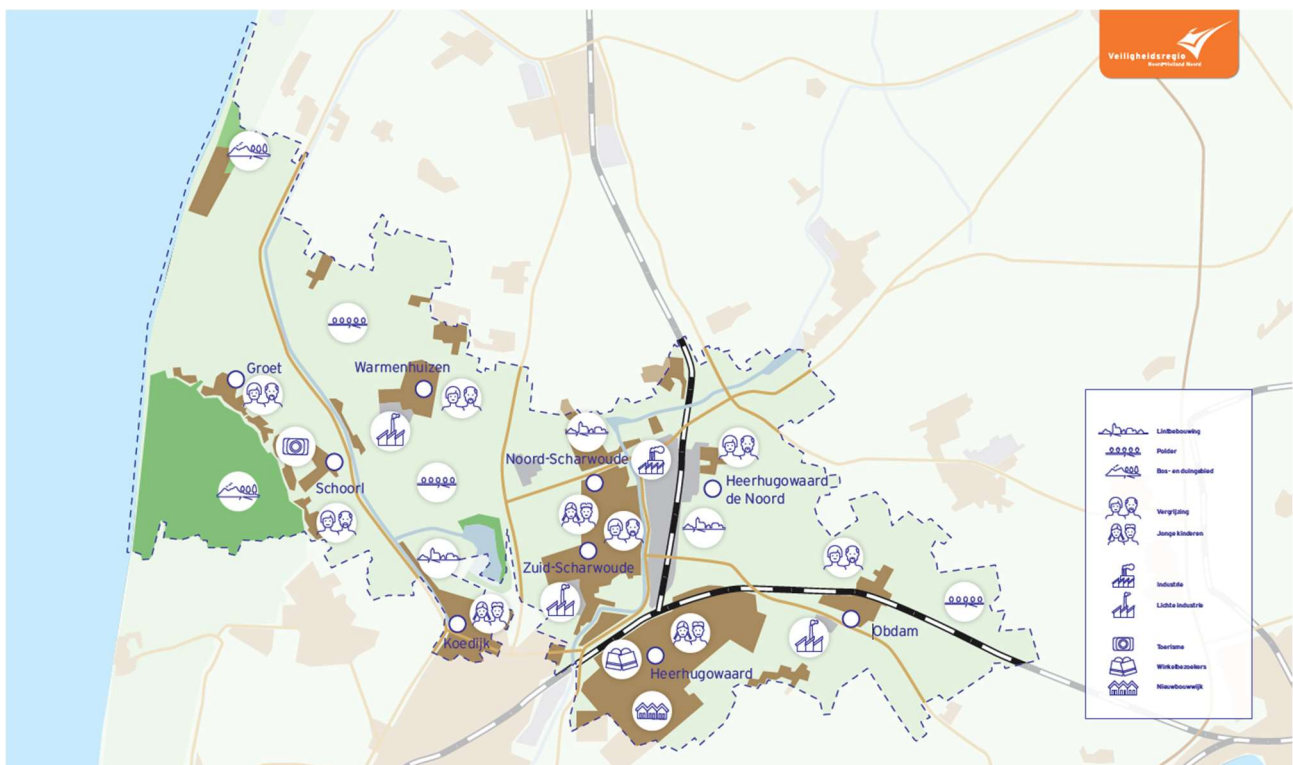 Veiligheidsregio
Noord-Holland Noord
Groet
Warmenhuizen
Schoorl
Noord-Scharwoude
Heerhugowaard
de Noord
Zuid-Scharwoude
Koedijk
Obdam
Heerhugowaard
Lintbebouwing
Polder
Bos- en duingebied
Vergrijzing
Jonge kinderen
Industrie
Lichte industrie
Toerisme
Winkelbezoekers
Nieuwbouwwijk